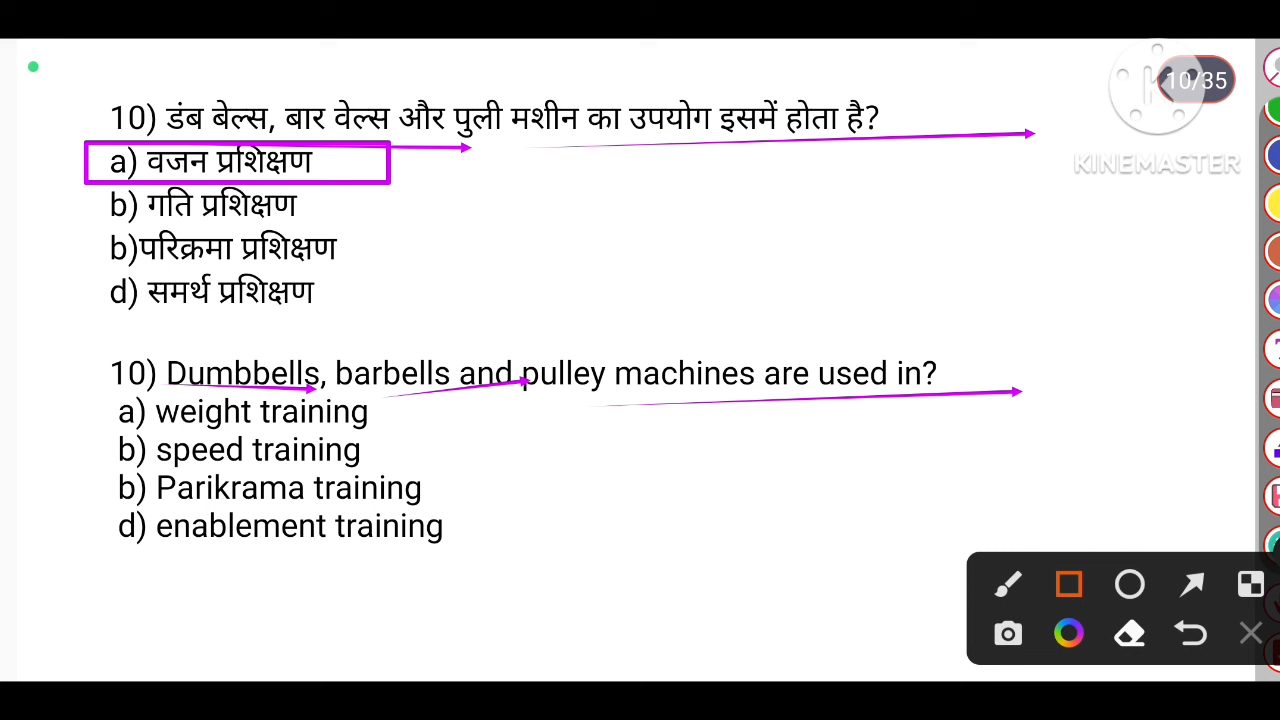 10/35
KINEMASTER
10) डंब बेल्स, बार वेल्स और पुली मशीन का उपयोग इसमें होता है?
a) वजन प्रशिक्षण
b) गति प्रशिक्षण
b)परिक्रमा प्रशिक्षण
d) समर्थ प्रशिक्षण
10) Dumbbells, barbells and pulley machines are used in?
a) weight training
b) speed training
b) Parikrama training
d) enablement training